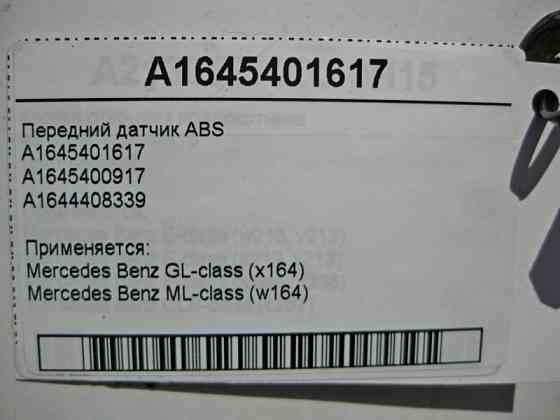 A1645401617
Передний датчик ABS
A1645401617
A1645400917
A1644408339
Применяется:
Mercedes Benz GL-class (x164)
Mercedes Benz ML-class (w164)